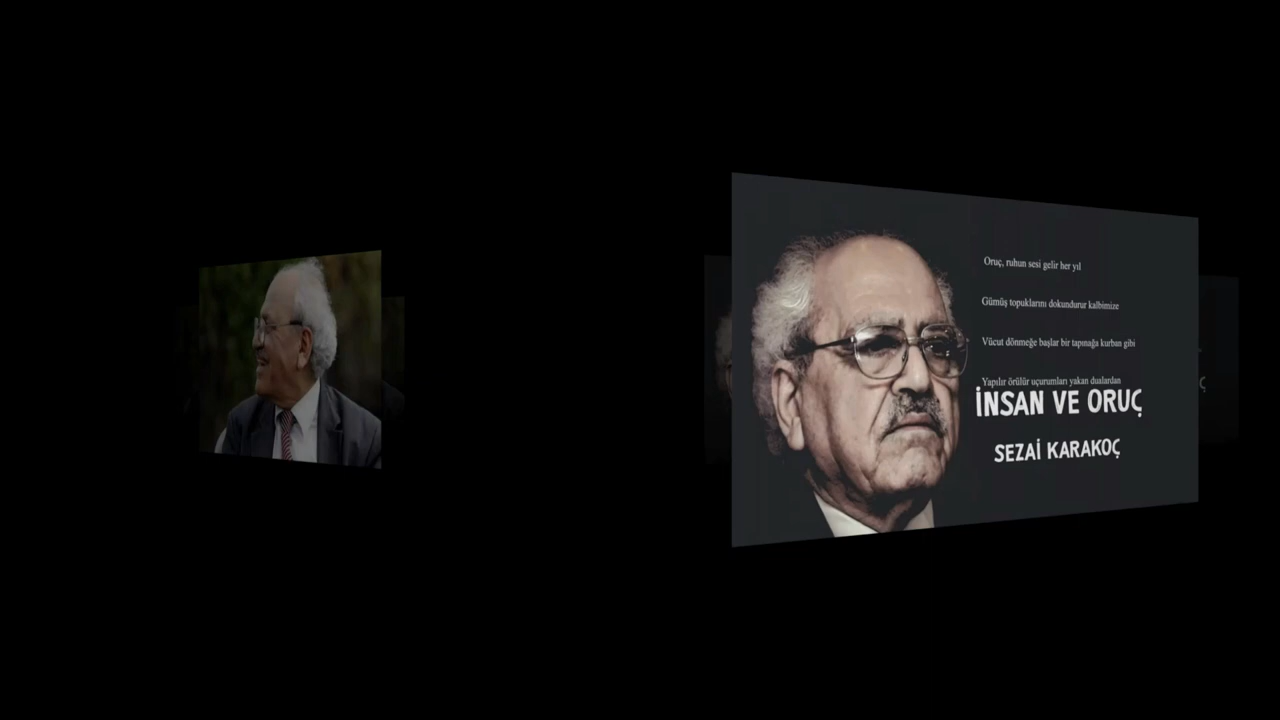 Oruç, ruhun sesi gelir her yıl
Gümüş topuklarını dokundurur kalbimize
Vücut dönmeğe başlar bir tapınağa kurban gibi
Yapılır örülür uçurumları yakan dualardan
İNSAN VE ORUÇ
SEZAİ KARAKOÇ